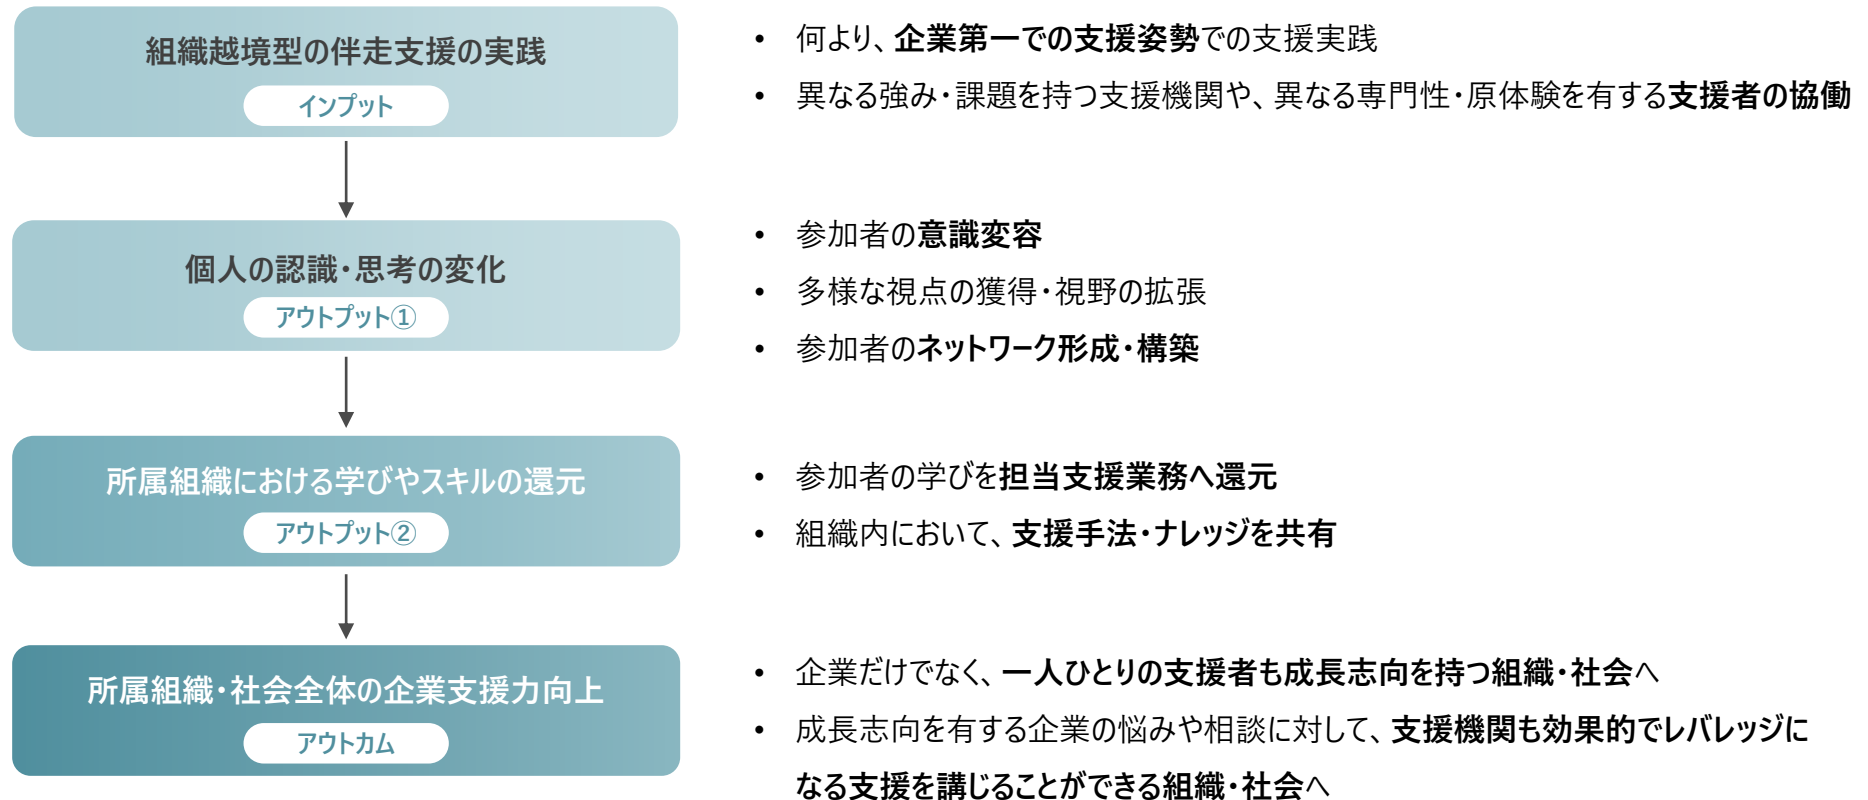 組織越境型の伴走支援の実践
インプット
• 何より、企業第一での支援姿勢での支援実践
• 異なる強み・課題を持つ支援機関や、異なる専門性・原体験を有する支援者の協働
個人の認識・思考の変化
アウトプット①
• 参加者の意識変容
• 多様な視点の獲得・視野の拡張
• 参加者のネットワーク形成・構築
所属組織における学びやスキルの還元
アウトプット②
• 参加者の学びを担当支援業務へ還元
• 組織内において、支援手法・ナレッジを共有
所属組織・社会全体の企業支援力向上
アウトカム
• 企業だけでなく、一人ひとりの支援者も成長志向を持つ組織・社会へ
• 成長志向を有する企業の悩みや相談に対して、支援機関も効果的でレバレッジに
なる支援を講じることができる組織・社会へ